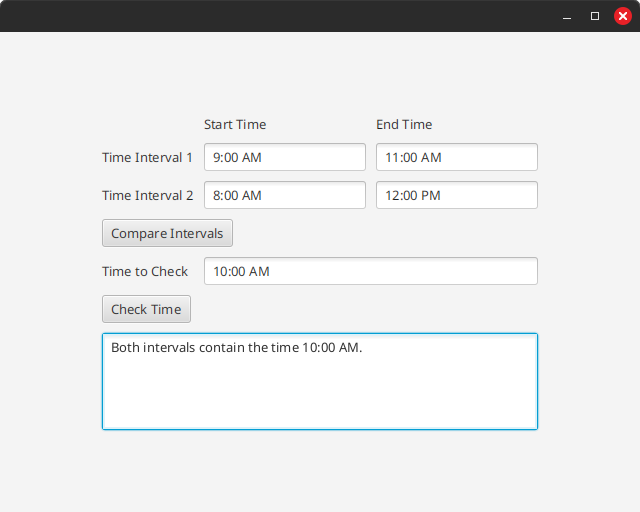 Start Time End Time
Time Interval 1 9:00 AM 11:00 AM
Time Interval 2 8:00 AM 12:00 PM
Compare Intervals
Time to Check 10:00 AM
Check Time
Both intervals contain the time 10:00 AM.